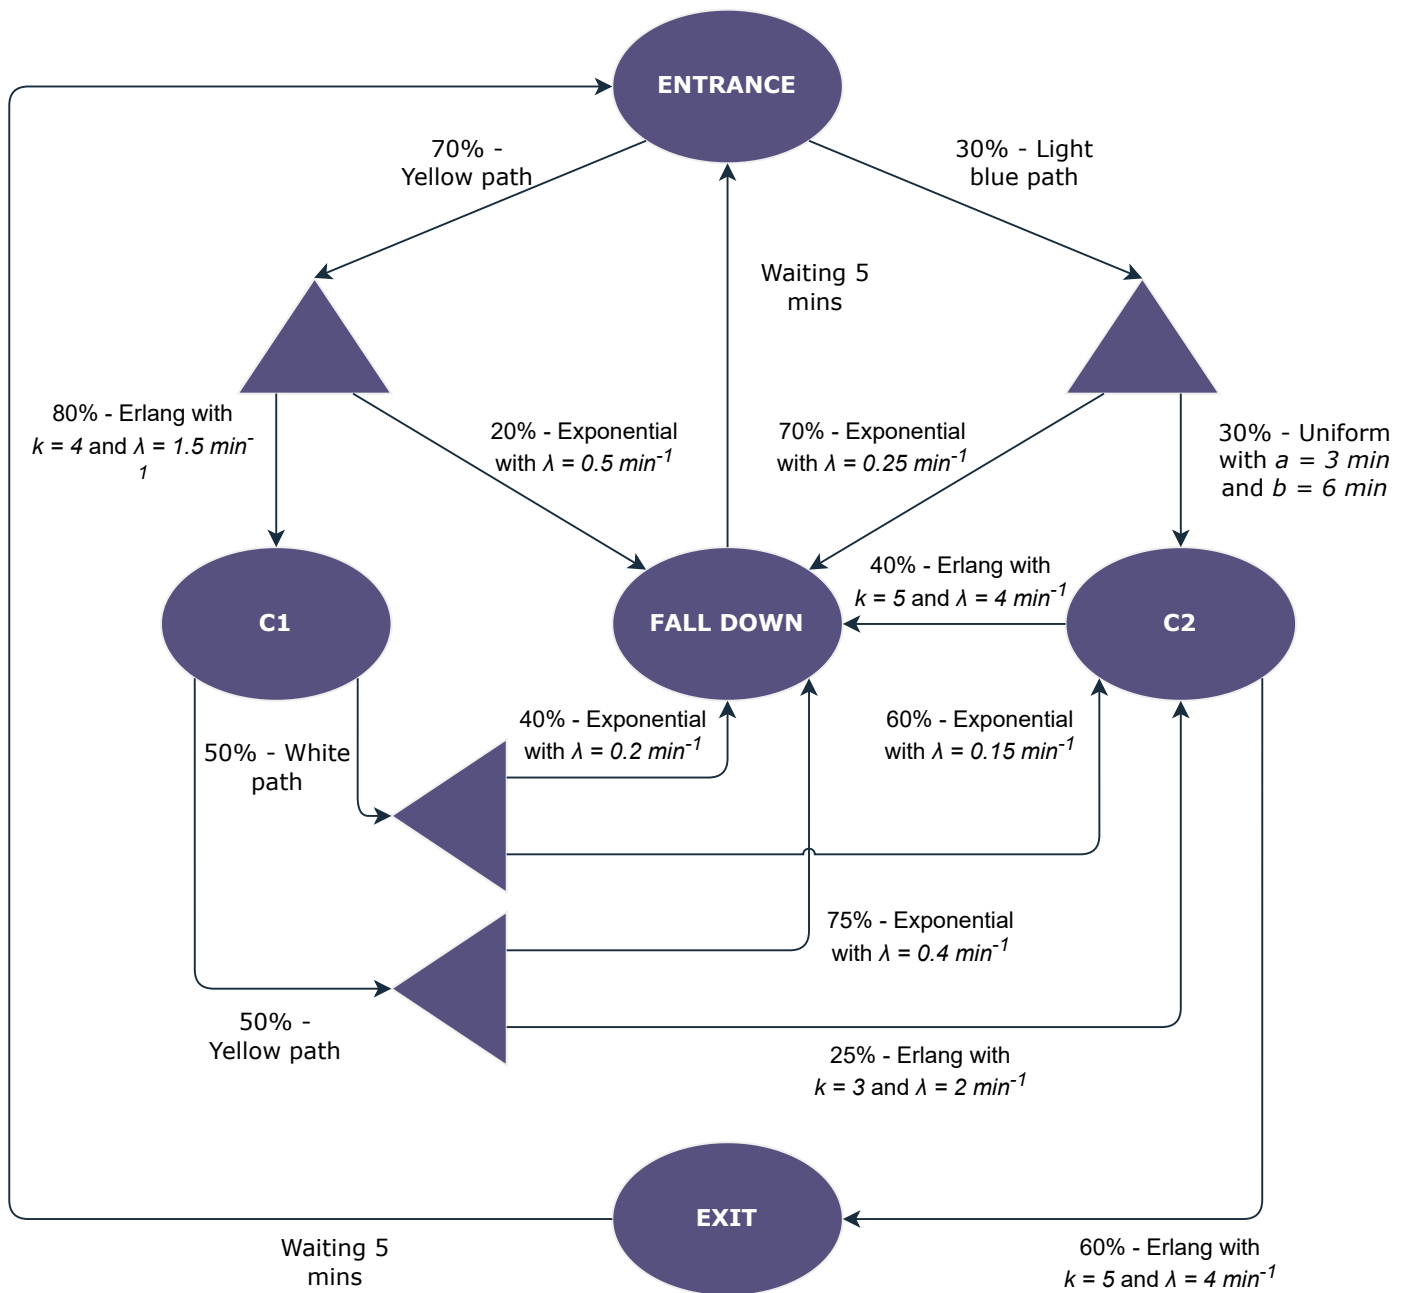 ENTRANCE
70% -
Yellow path
30% - Light
blue path
Waiting 5
mins
80% - Erlang with
k = 4 and λ = 1.5 min-
1
20% - Exponential
with λ = 0.5 min-1
70% - Exponential
with λ = 0.25 min-1
30% - Uniform
with a = 3 min
and b = 6 min
40% - Erlang with
k = 5 and λ = 4 min-1
C1
FALL DOWN
C2
50% - White
path
40% - Exponential
with λ = 0.2 min-1
60% - Exponential
with λ = 0.15 min-1
75% - Exponential
with λ = 0.4 min-1
50% -
Yellow path
25% - Erlang with
k = 3 and λ = 2 min-1
EXIT
Waiting 5
mins
60% - Erlang with
k = 5 and λ = 4 min-1